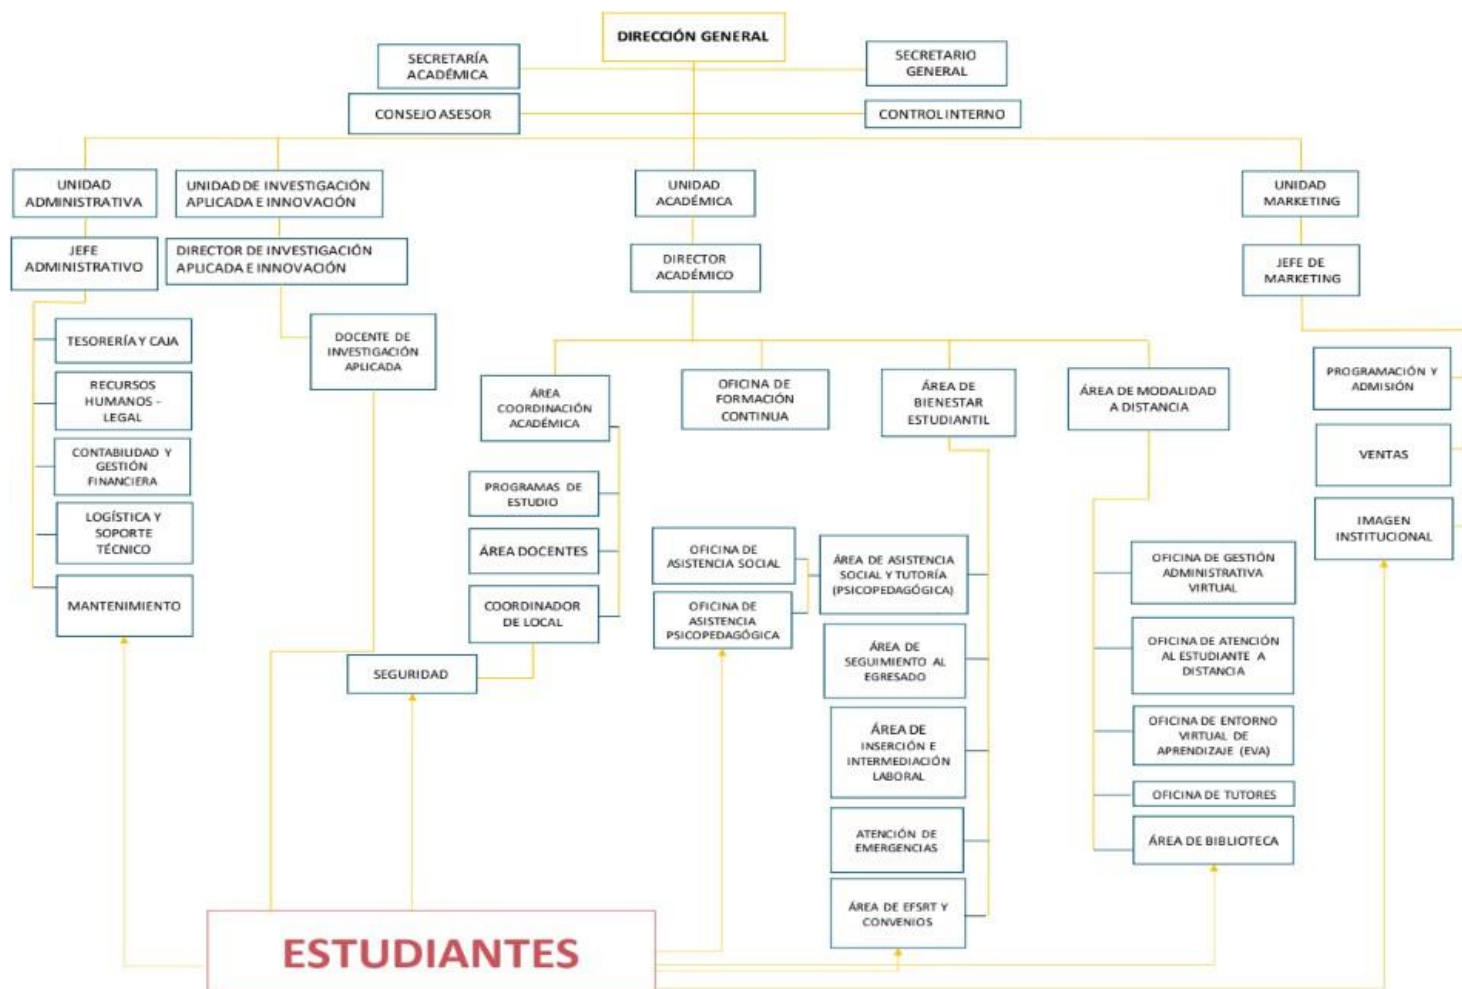 DIRECCIÓN GENERAL
SECRETARÍA
ACADÉMICA
SECRETARIO
GENERAL
CONSEJO ASESOR
CONTROL INTERNO
UNIDAD
ADMINISTRATIVA
UNIDAD DE INVESTIGACIÓN
APLICADA E INNOVACIÓN
UNIDAD
ACADÉMICA
UNIDAD
MARKETING
JEFE
ADMINISTRATIVO
DIRECTOR DE INVESTIGACIÓN
APLICADA E INNOVACIÓN
DIRECTOR
ACADÉMICO
JEFE DE
MARKETING
TESORERÍA Y CAJA
RECURSOS
HUMANOS -
LEGAL
CONTABILIDAD Y
GESTIÓN
FINANCIERA
LOGÍSTICA Y
SOPORTE
TÉCNICO
MANTENIMIENTO
DOCENTE DE
INVESTIGACIÓN
APLICADA
ÁREA
COORDINACIÓN
ACADÉMICA
PROGRAMAS DE
ESTUDIO
ÁREA DOCENTES
COORDINADOR
DE LOCAL
SEGURIDAD
OFICINA DE
FORMACIÓN
CONTINUA
ÁREA DE
BIENESTAR
ESTUDIANTIL
OFICINA DE
ASISTENCIA SOCIAL
OFICINA DE
ASISTENCIA
PSICOPEDAGÓGICA
ÁREA DE ASISTENCIA
SOCIAL Y TUTORÍA
(PSICOPEDAGÓGICA)
ÁREA DE
SEGUIMIENTO AL
EGRESADO
ÁREA DE
INSERCIÓN E
INTERMEDIACIÓN
LABORAL
ATENCIÓN DE
EMERGENCIAS
ÁREA DE EFSRT Y
CONVENIOS
ÁREA DE MODALIDAD
A DISTANCIA
OFICINA DE GESTIÓN
ADMINISTRATIVA
VIRTUAL
OFICINA DE ATENCIÓN
AL ESTUDIANTE A
DISTANCIA
OFICINA DE ENTORNO
VIRTUAL DE
APRENDIZAJE (EVA)
OFICINA DE TUTORES
ÁREA DE BIBLIOTECA
PROGRAMACIÓN Y
ADMISIÓN
VENTAS
IMAGEN
INSTITUCIONAL
ESTUDIANTES